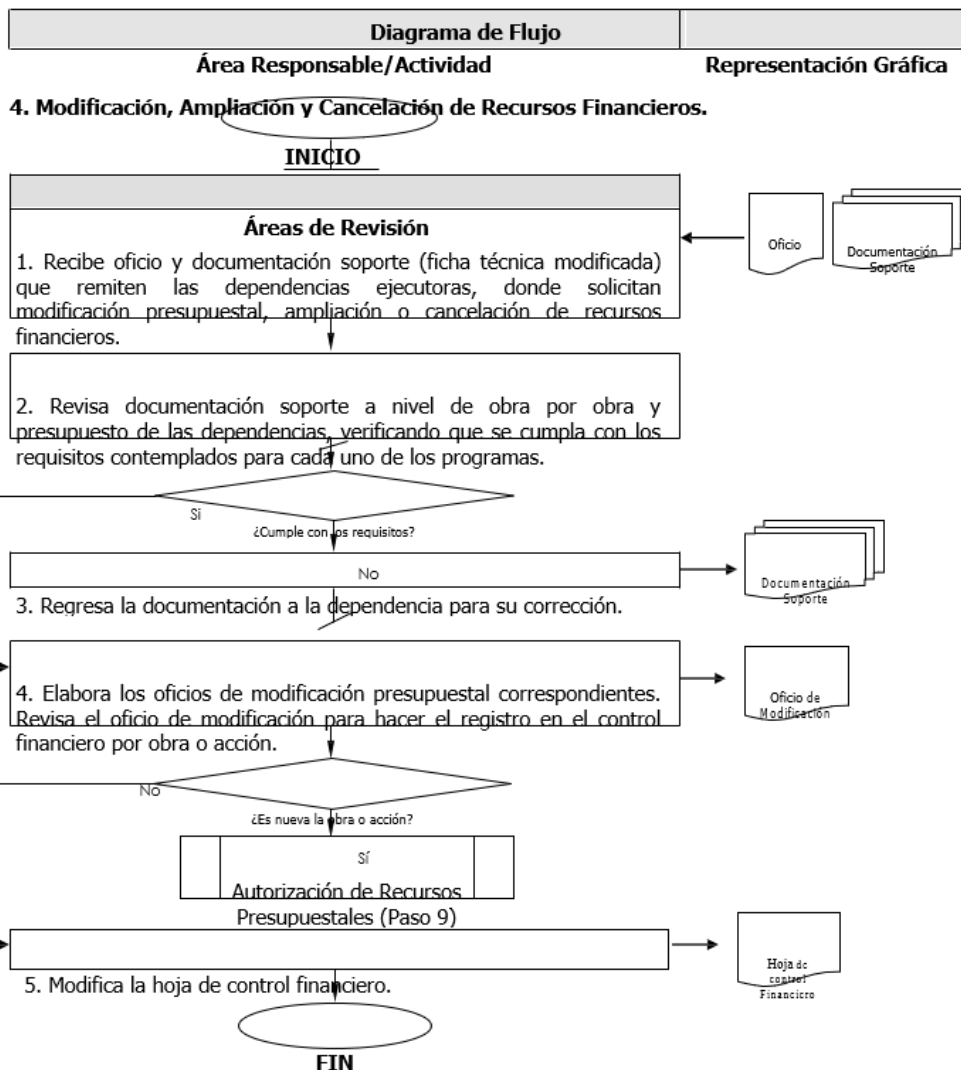 Diagrama de Flujo
Área Responsable/Actividad
Representación Gráfica
4. Modificación, Ampliación y Cancelación de Recursos Financieros.
INICIO
Áreas de Revisión
1. Recibe oficio y documentación soporte (ficha técnica modificada)
que remiten las dependencias ejecutoras, donde solicitan
modificación presupuestal, ampliación o cancelación de recursos
financieros.
Oficio
Documentación
Soporte
2. Revisa documentación soporte a nivel de obra por obra y
presupuesto de las dependencias, verificando que se cumpla con los
requisitos contemplados para cada uno de los programas.
Si
¿Cumple con los requisitos?
No
3. Regresa la documentación a la dependencia para su corrección.
Documentación
Soporte
4. Elabora los oficios de modificación presupuestal correspondientes.
Revisa el oficio de modificación para hacer el registro en el control
financiero por obra o acción.
Oficio de
Modificación
No
¿Es nueva la obra o acción?
Sí
Autorización de Recursos
Presupuestales (Paso 9)
5. Modifica la hoja de control financiero.
Hoja de
control
Financiero
FIN